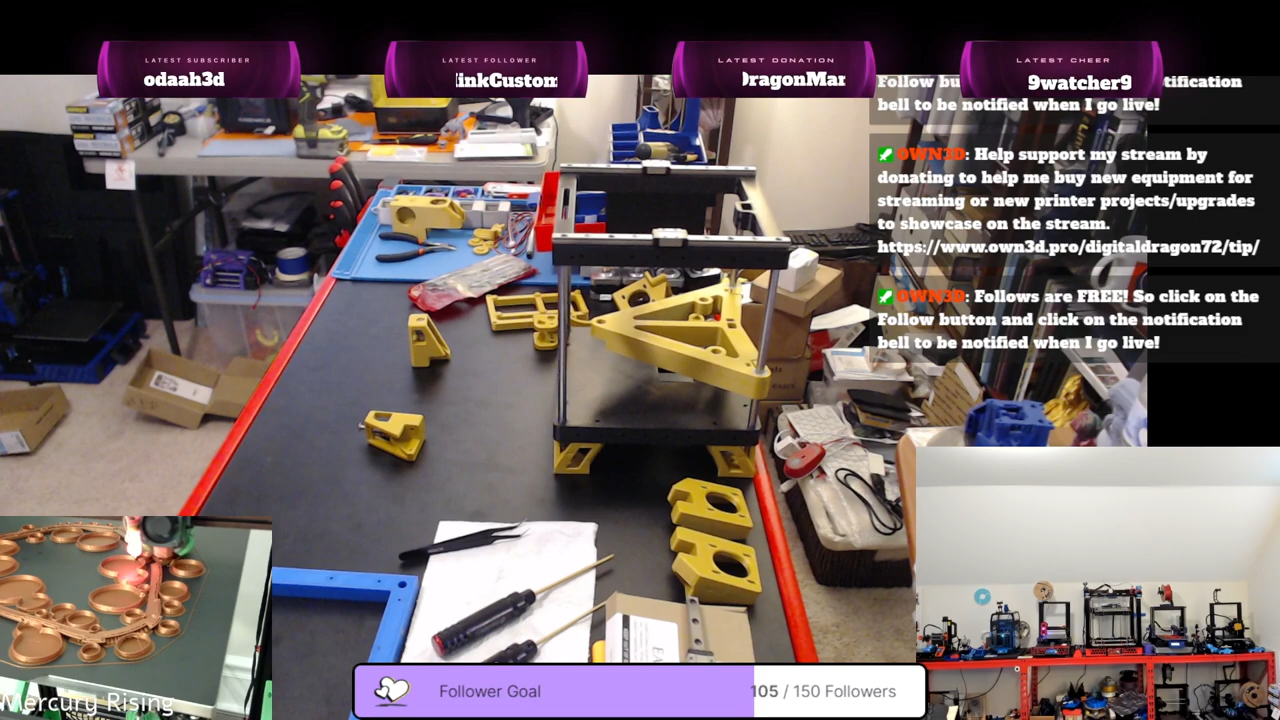 LATEST SUBSCRIBER
odaah3d
LATEST FOLLOWER
inkCustom
LATEST DONATION
DragonMar
LATEST CHEER
9watcher9
Follow bu tification
bell to be notified when I go live!
OWN3D: Help support my stream by
donating to help me buy new equipment for
streaming or new printer projects/upgrades
to showcase on the stream.
https://www.own3d.pro/digitaldragon72/tip/
OWN3D: Follows are FREE! So click on the
Follow button and click on the notification
bell to be notified when I go live!
Mercury Rising
Follower Goal
105 / 150 Followers